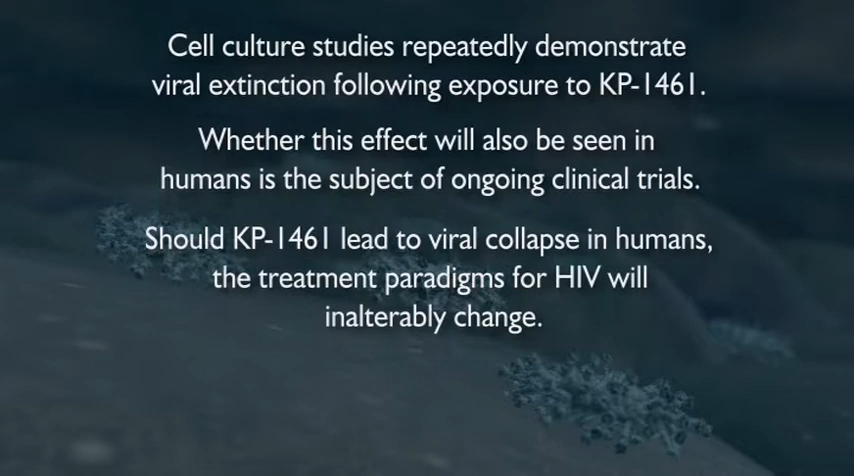 Cell culture studies repeatedly demonstrate
viral extinction following exposure to KP-1461.
Whether this effect will also be seen in
humans is the subject of ongoing clinical trials.
Should KP-1461 lead to viral collapse in humans,
the treatment paradigms for HIV will
inalterably change.